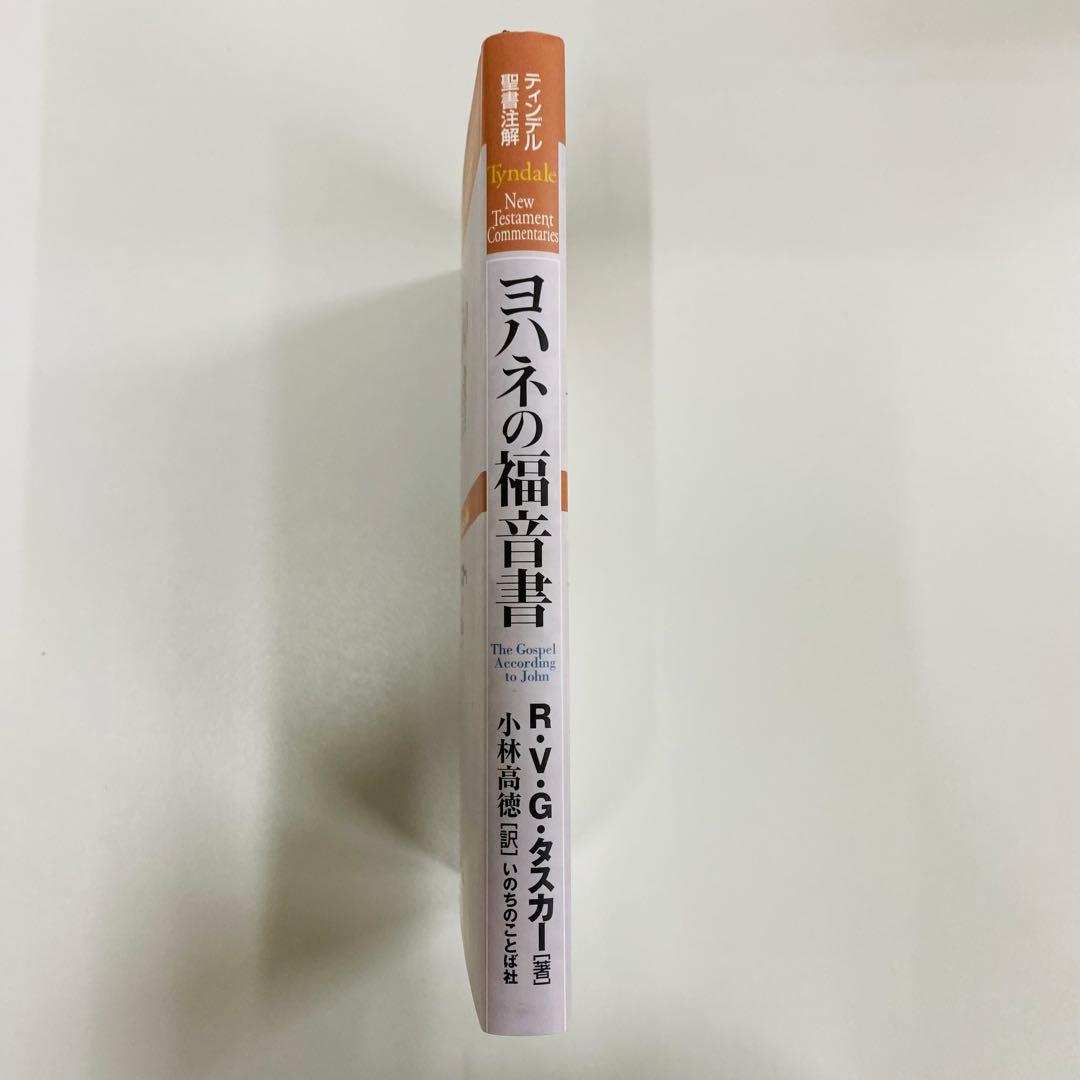 ティンデル
聖書注解
Tyndale
New
Testament
Commentaries
ヨハネの福音書
The Gospel
According
to John
R・V・G・タスカー[著]
小林高徳[訳]いのちのことば社